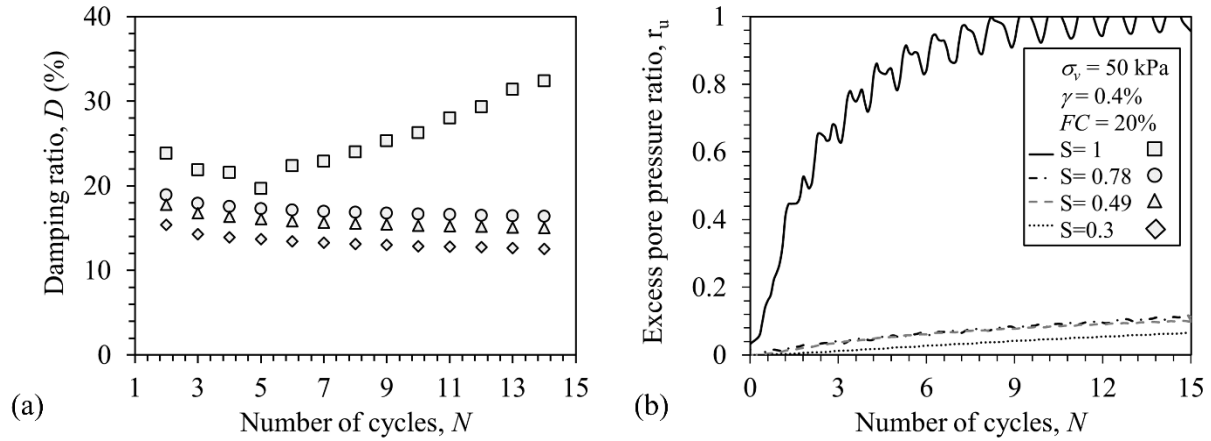 40
30
20
10
0
Damping ratio, D (%)
1 3 5 7 9 11 13 15
Number of cycles, N
(a)
1
0.8
0.6
0.4
0.2
0
Excess pore pressure ratio, r_u
σ_v = 50 kPa
γ = 0.4%
FC = 20%
S= 1
S= 0.78
S= 0.49
S=0.3
0 3 6 9 12 15
Number of cycles, N
(b)